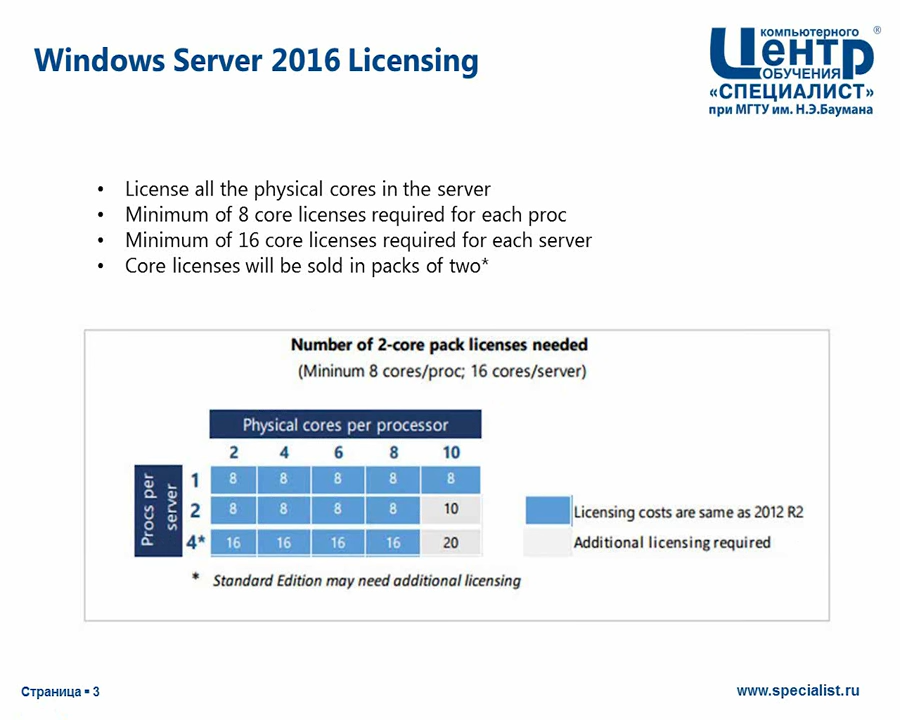 Windows Server 2016 Licensing
компьютерного
®
Центр
ОБУЧЕНИЯ
«СПЕЦИАЛИСТ»
при МГТУ им. Н.Э.Баумана
• License all the physical cores in the server
• Minimum of 8 core licenses required for each proc
• Minimum of 16 core licenses required for each server
• Core licenses will be sold in packs of two*
Number of 2-core pack licenses needed
(Mininum 8 cores/proc; 16 cores/server)
Physical cores per processor
2 4 6 8 10
Procs per
server
1 8 8 8 8 8
2 8 8 8 8 10
4* 16 16 16 16 20
Licensing costs are same as 2012 R2
Additional licensing required
* Standard Edition may need additional licensing
Страница ▪ 3
www.specialist.ru